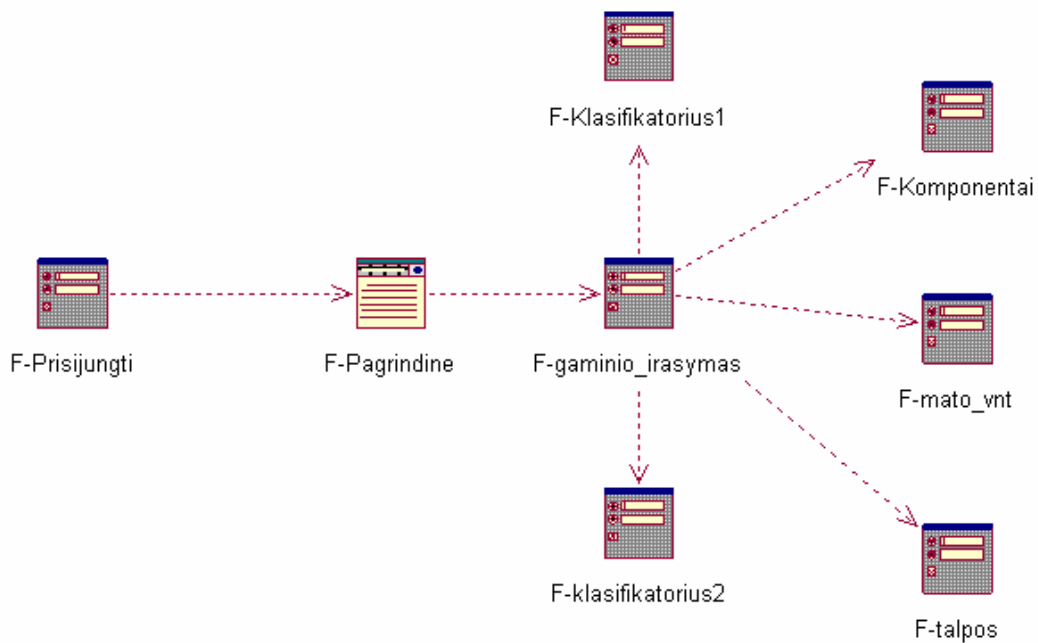 F-Klasifikatorius1
F-Komponentai
F-Prisijungti
F-Pagrindine
F-gaminio_irasymas
F-mato_vnt
F-klasifikatorius2
F-talpos